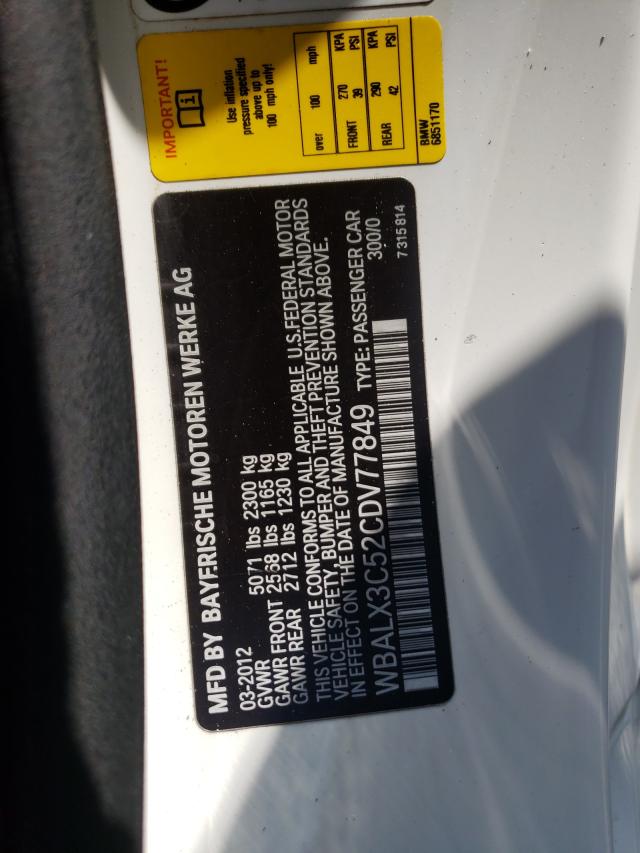 MFD BY BAYERISCHE MOTOREN WERKE AG
03-2012
GVWR 5071 lbs 2300 kg
GAWR FRONT 2568 lbs 1165 kg
GAWR REAR 2712 lbs 1230 kg
THIS VEHICLE CONFORMS TO ALL APPLICABLE U.S. FEDERAL MOTOR
VEHICLE SAFETY, BUMPER AND THEFT PREVENTION STANDARDS
IN EFFECT ON THE DATE OF MANUFACTURE SHOWN ABOVE.
WBALX3C52CDV77849 TYPE: PASSENGER CAR
300/0
7315814
IMPORTANT!
Use inflation
pressure specified
above up to
100 mph only!
over 100 mph
FRONT 270 KPA
39 PSI
REAR 290 KPA
42 PSI
BMW
6851170